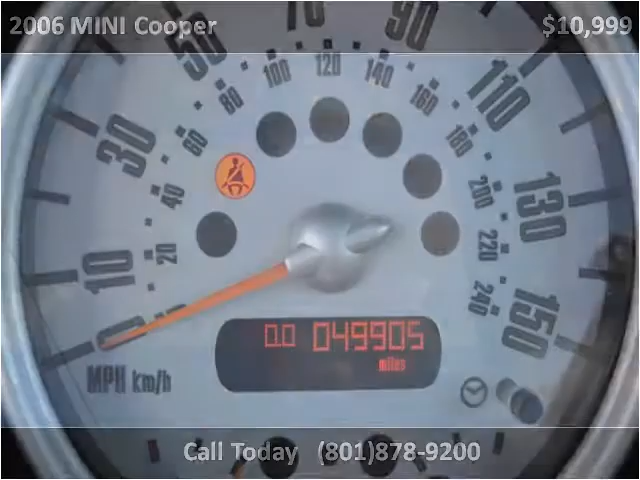 2006 MINI Cooper $10,999
10 30 50 70 90 110 130 150
20 40 60 80 100 120 140 160 180 200 220 240
0.0 049905
miles
MPH km/h
Call Today (801)878-9200